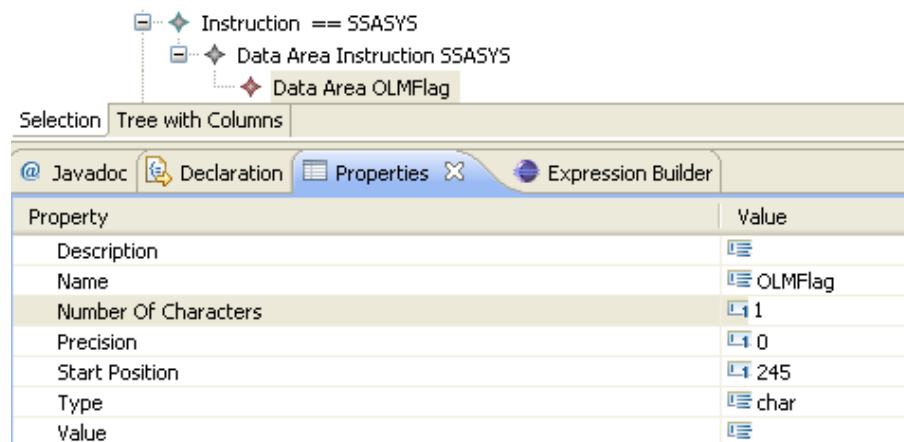 Instruction == SSASYS
Data Area Instruction SSASYS
Data Area OLMFlag
Selection Tree with Columns
@ Javadoc Declaration Properties Expression Builder
Property Value
Description
Name OLMFlag
Number Of Characters 1
Precision 0
Start Position 245
Type char
Value